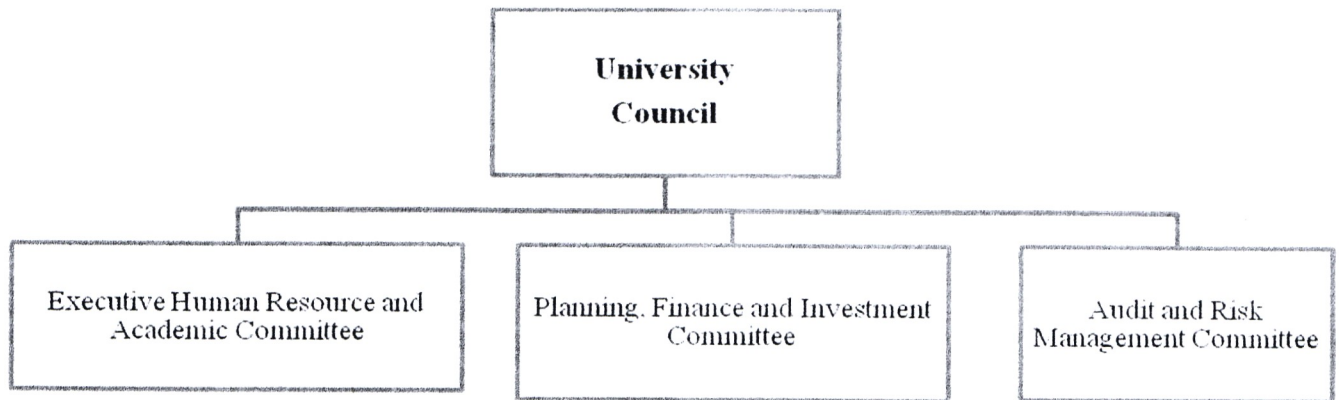 University
Council
Executive Human Resource and
Academic Committee
Planning, Finance and Investment
Committee
Audit and Risk
Management Committee